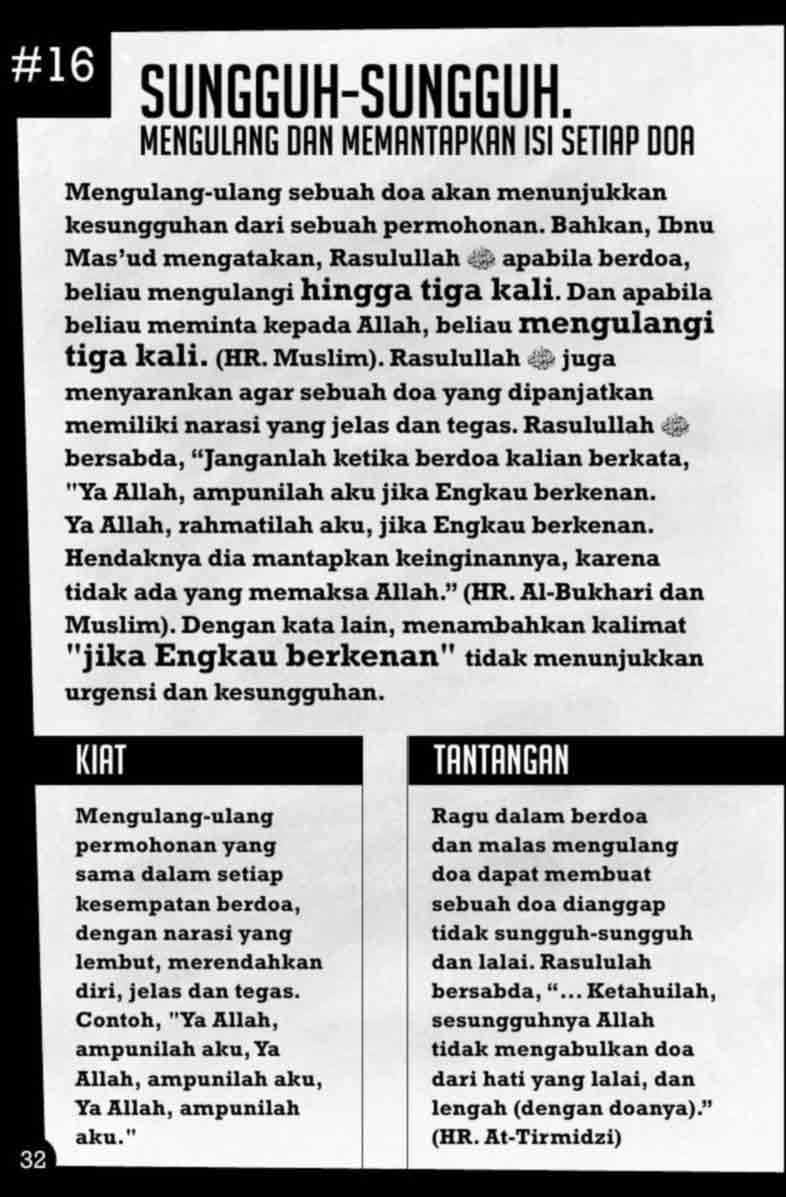 #16
SUNGGUH-SUNGGUH.
MENGULANG DAN MEMANTAPKAN ISI SETIAP DOA
Mengulang-ulang sebuah doa akan menunjukkan
kesungguhan dari sebuah permohonan. Bahkan, Ibnu
Mas’ud mengatakan, Rasulullah ﷺ apabila berdoa,
beliau mengulangi hingga tiga kali. Dan apabila
beliau meminta kepada Allah, beliau mengulangi
tiga kali. (HR. Muslim). Rasulullah ﷺ juga
menyarankan agar sebuah doa yang dipanjatkan
memiliki narasi yang jelas dan tegas. Rasulullah ﷺ
bersabda, “Janganlah ketika berdoa kalian berkata,
"Ya Allah, ampunilah aku jika Engkau berkenan.
Ya Allah, rahmatilah aku, jika Engkau berkenan.
Hendaknya dia mantapkan keinginannya, karena
tidak ada yang memaksa Allah.” (HR. Al-Bukhari dan
Muslim). Dengan kata lain, menambahkan kalimat
"jika Engkau berkenan" tidak menunjukkan
urgensi dan kesungguhan.
KIAT
Mengulang-ulang
permohonan yang
sama dalam setiap
kesempatan berdoa,
dengan narasi yang
lembut, merendahkan
diri, jelas dan tegas.
Contoh, "Ya Allah,
ampunilah aku, Ya
Allah, ampunilah aku,
Ya Allah, ampunilah
aku."
TANTANGAN
Ragu dalam berdoa
dan malas mengulang
doa dapat membuat
sebuah doa dianggap
tidak sungguh-sungguh
dan lalai. Rasululah
bersabda, “... Ketahuilah,
sesungguhnya Allah
tidak mengabulkan doa
dari hati yang lalai, dan
lengah (dengan doanya).”
(HR. At-Tirmidzi)
32